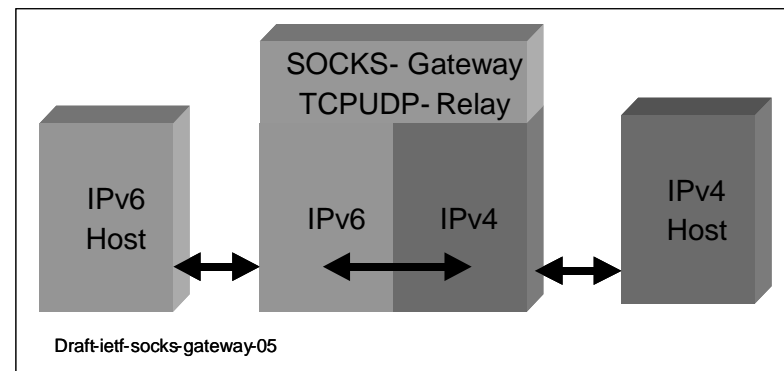 SOCKS- Gateway
TCPUDP- Relay
IPv6
Host
IPv6
IPv4
IPv4
Host
Draft-ietf-socks-gateway-05